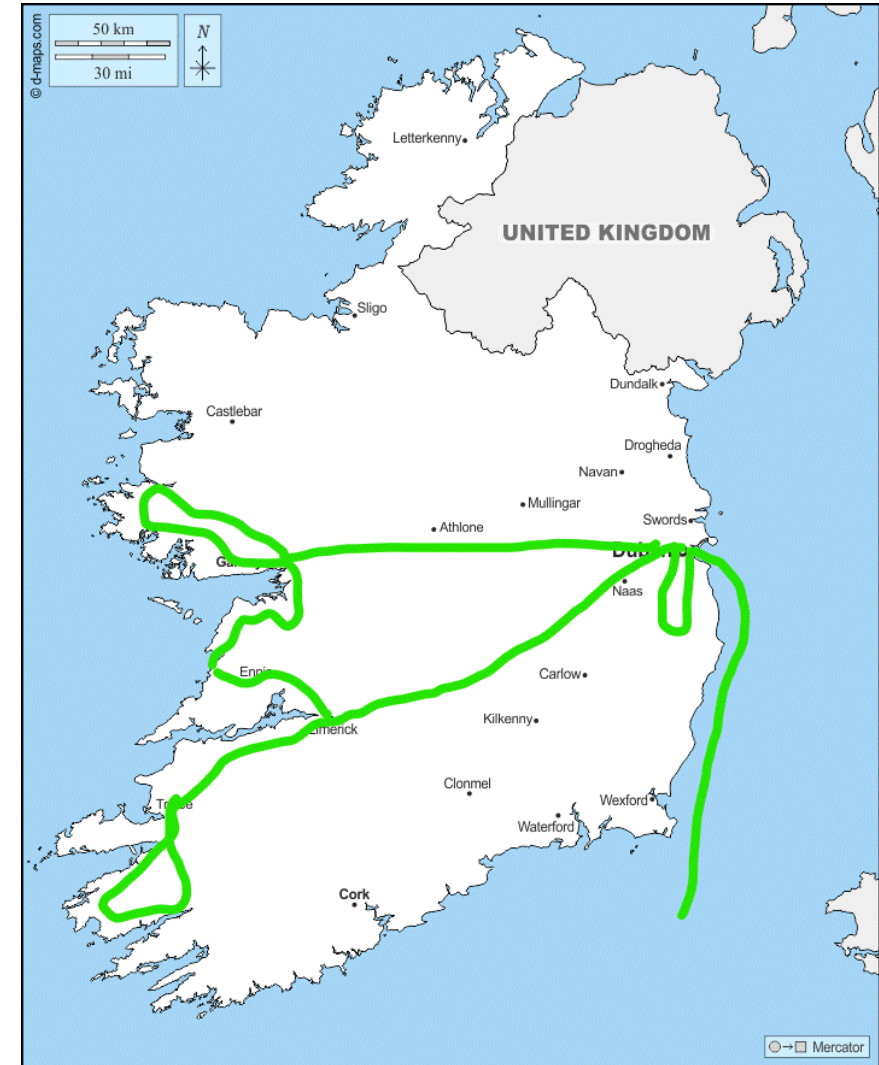 © d-maps.com
50 km
30 mi
N
Letterkenny
UNITED KINGDOM
Sligo
Dundalk
Castlebar
Drogheda
Navan
Mullingar
Swords
Athlone
Naas
Carlow
Kilkenny
Limerick
Clonmel
Wexford
Waterford
Cork
Mercator